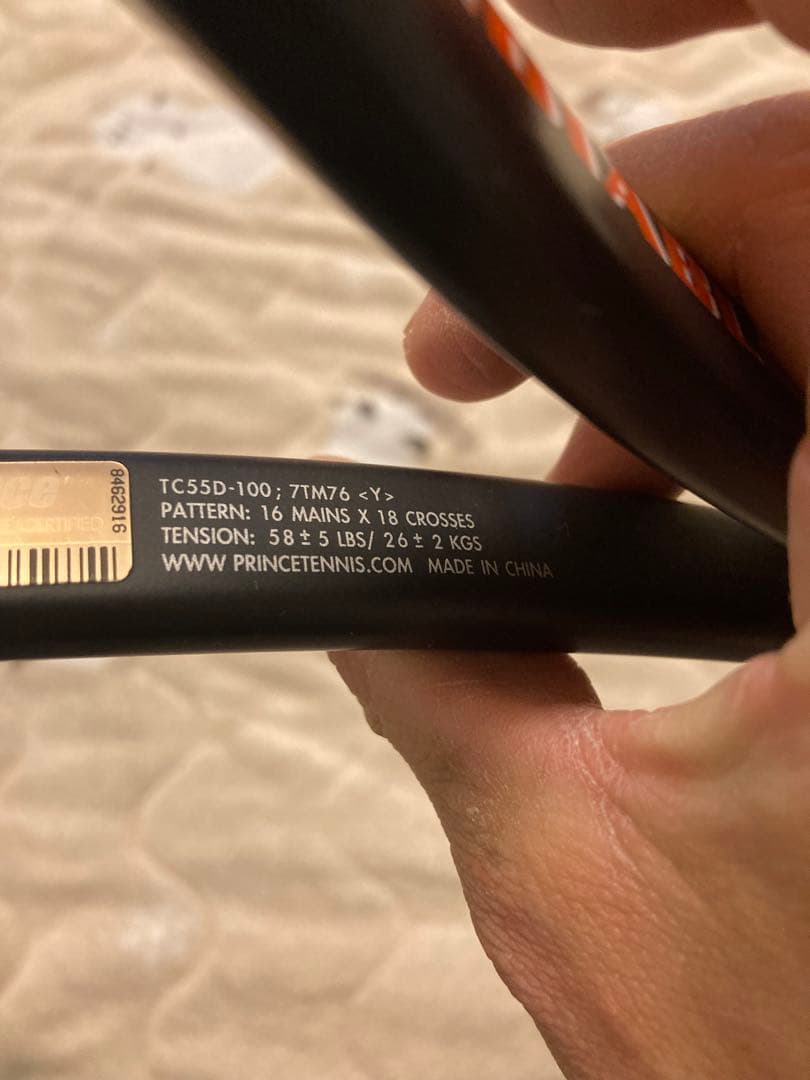 8462916
TC55D-100; 7TM76 <Y>
PATTERN: 16 MAINS X 18 CROSSES
TENSION: 58 ± 5 LBS/ 26 ± 2 KGS
WWW PRINCETENNIS.COM MADE IN CHINA